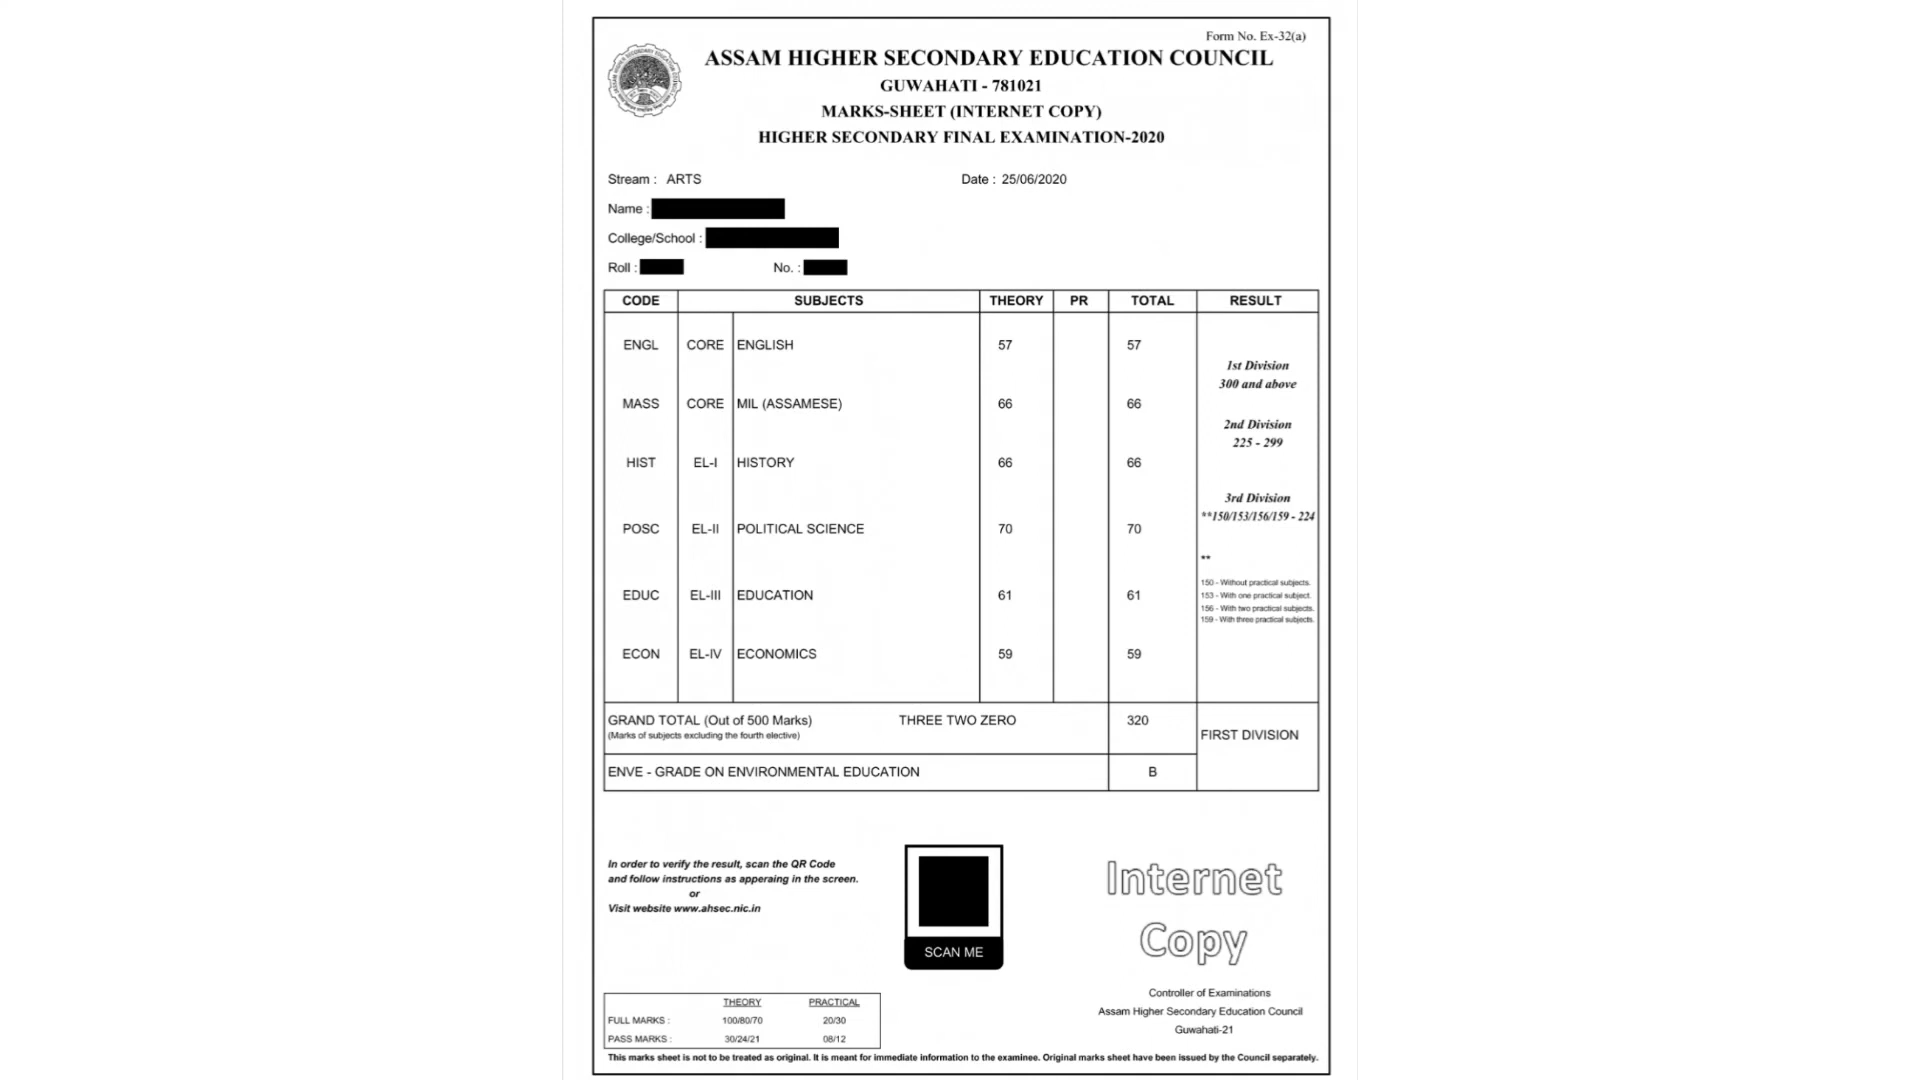 Form No. Ex-32(a)
ASSAM HIGHER SECONDARY EDUCATION COUNCIL
GUWAHATI - 781021
MARKS-SHEET (INTERNET COPY)
HIGHER SECONDARY FINAL EXAMINATION-2020
Stream : ARTS Date : 25/06/2020
Name :
College/School :
Roll : No. :
CODE SUBJECTS THEORY PR TOTAL RESULT
ENGL CORE ENGLISH 57 57
1st Division
300 and above
MASS CORE MIL (ASSAMESE) 66 66
2nd Division
225 - 299
HIST EL-I HISTORY 66 66
3rd Division
**150/153/156/159 - 224
POSC EL-II POLITICAL SCIENCE 70 70
**
150 - Without practical subjects.
EDUC EL-III EDUCATION 61 61 153 - With one practical subject.
156 - With two practical subjects.
159 - With three practical subjects.
ECON EL-IV ECONOMICS 59 59
GRAND TOTAL (Out of 500 Marks) THREE TWO ZERO 320
(Marks of subjects excluding the fourth elective) FIRST DIVISION
ENVE - GRADE ON ENVIRONMENTAL EDUCATION B
In order to verify the result, scan the QR Code
and follow instructions as apperaing in the screen.
or
Visit website www.ahsec.nic.in
SCAN ME
Internet
Copy
Controller of Examinations
Assam Higher Secondary Education Council
Guwahati-21
THEORY PRACTICAL
FULL MARKS : 100/80/70 20/30
PASS MARKS : 30/24/21 08/12
This marks sheet is not to be treated as original. It is meant for immediate information to the examinee. Original marks sheet have been issued by the Council separately.